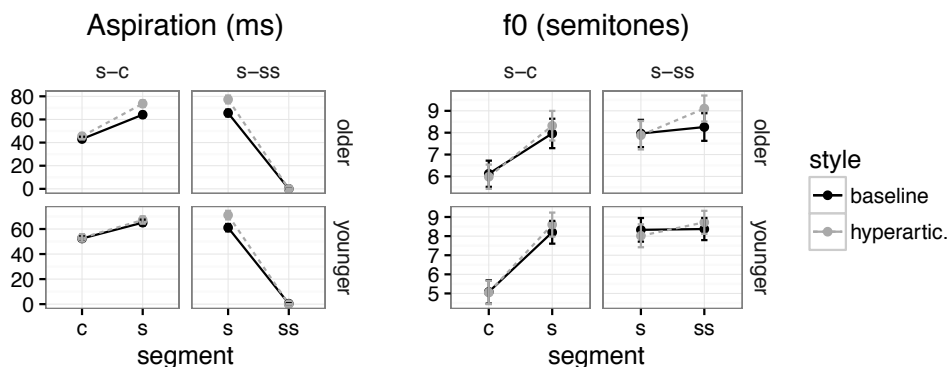 Aspiration (ms)
f0 (semitones)
s–c
s–ss
s–c
s–ss
80
60
40
20
0
older
9
8
7
6
older
60
40
20
0
younger
9
8
7
6
5
younger
c
s
s
ss
c
s
s
ss
segment
segment
style
baseline
hyperartic.